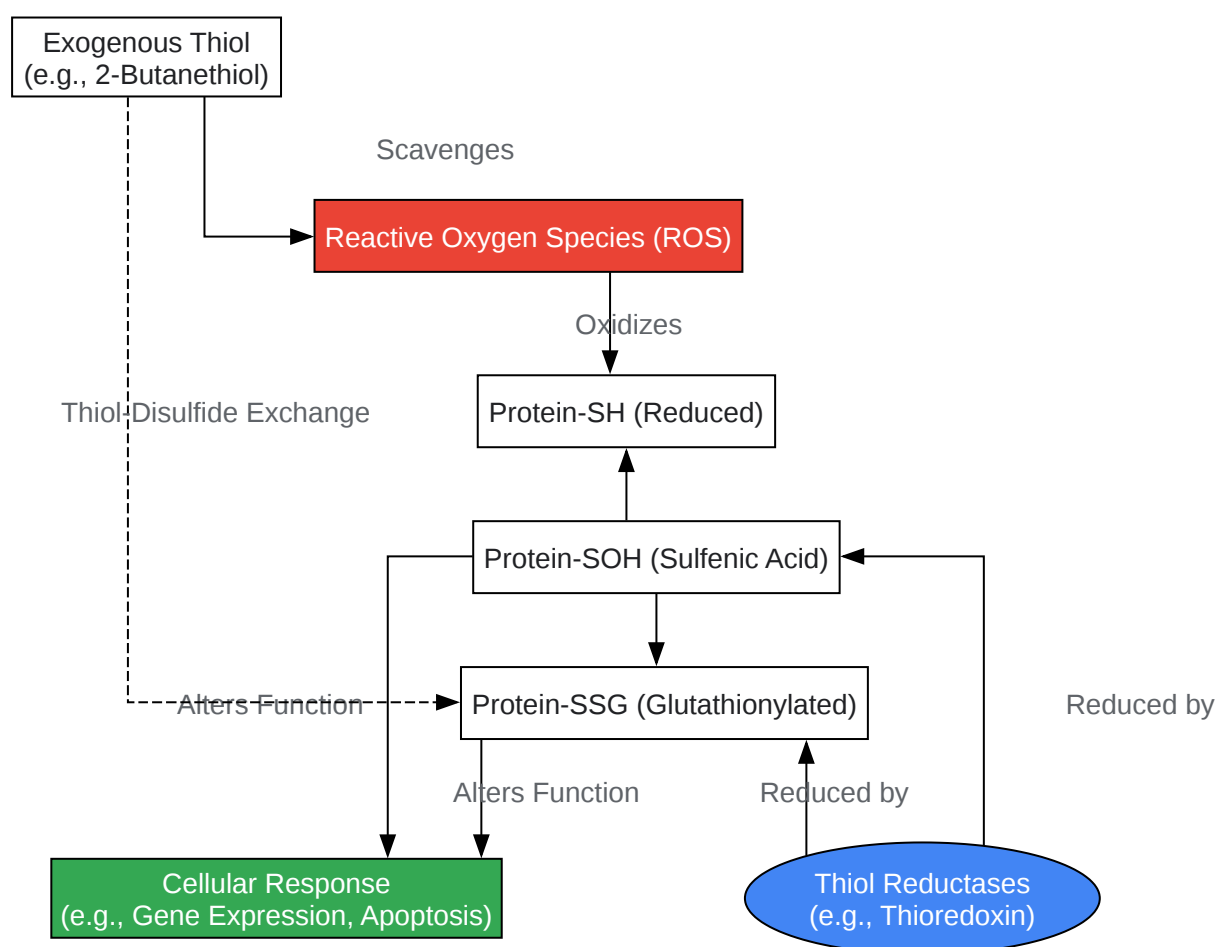 Exogenous Thiol
(e.g., 2-Butanethiol)
Scavenges
Reactive Oxygen Species (ROS)
Oxidizes
Protein-SH (Reduced)
Thiol-Disulfide Exchange
Protein-SOH (Sulfenic Acid)
Alters Function
Protein-SSG (Glutathionylated)
Reduced by
Alters Function
Reduced by
Cellular Response
(e.g., Gene Expression, Apoptosis)
Thiol Reductases
(e.g., Thioredoxin)